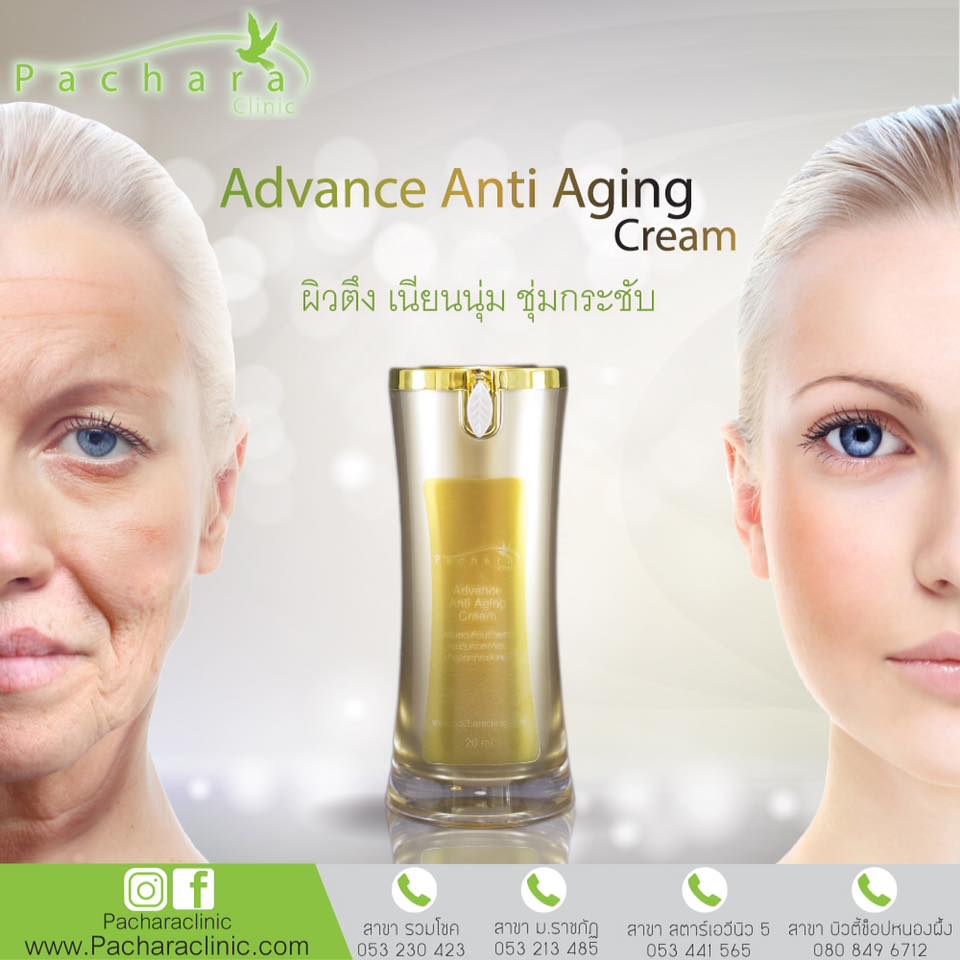 Pachara
Clinic
Advance Anti Aging
Cream
ผิวตึง เนียนนุ่ม ชุ่มกระชับ
Pachara
Clinic
Advance
Anti Aging
Cream
20 ml
Pacharaclinic
www.Pacharaclinic.com
สาขา รวมโชค
053 230 423
สาขา ม.ราชภัฏ
053 213 485
สาขา สตาร์เอวีนิว 5
053 441 565
สาขา บิวตี้ช็อปหนองผึ้ง
080 849 6712